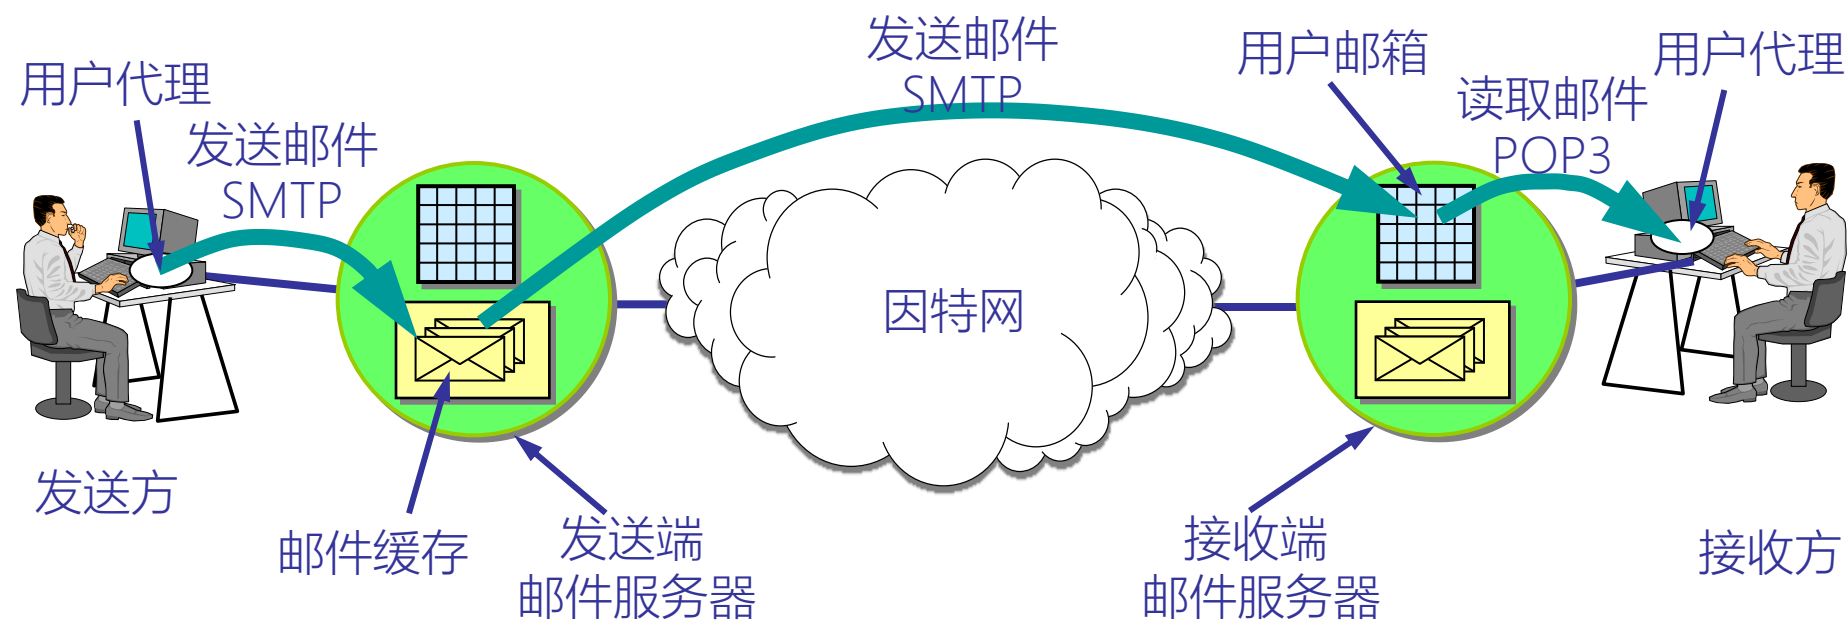 用户代理
发送邮件
SMTP
发送邮件
SMTP
用户邮箱
读取邮件
POP3
用户代理
因特网
发送方
邮件缓存
发送端
邮件服务器
接收端
邮件服务器
接收方